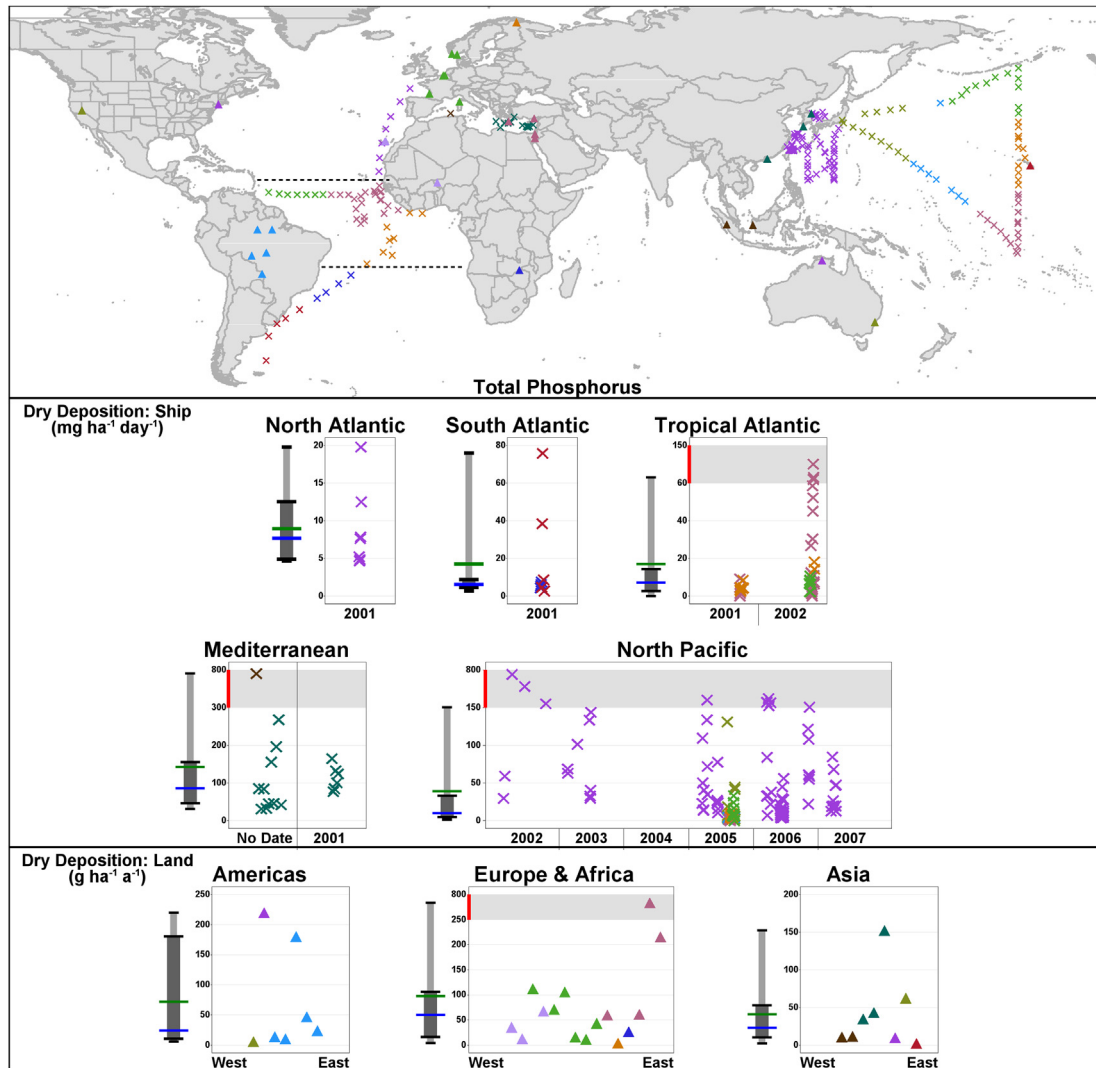 Total Phosphorus
Dry Deposition: Ship
(mg ha⁻¹ day⁻¹)
North Atlantic
South Atlantic
Tropical Atlantic
20
15
10
5
0
2001
80
60
40
20
0
2001
150
60
40
20
0
2001
2002
Mediterranean
North Pacific
800
300
200
100
0
No Date
2001
800
150
100
50
0
2002
2003
2004
2005
2006
2007
Dry Deposition: Land
(g ha⁻¹ a⁻¹)
Americas
Europe & Africa
Asia
250
200
150
100
50
0
West
East
800
250
200
150
100
50
0
West
East
200
150
100
50
0
West
East